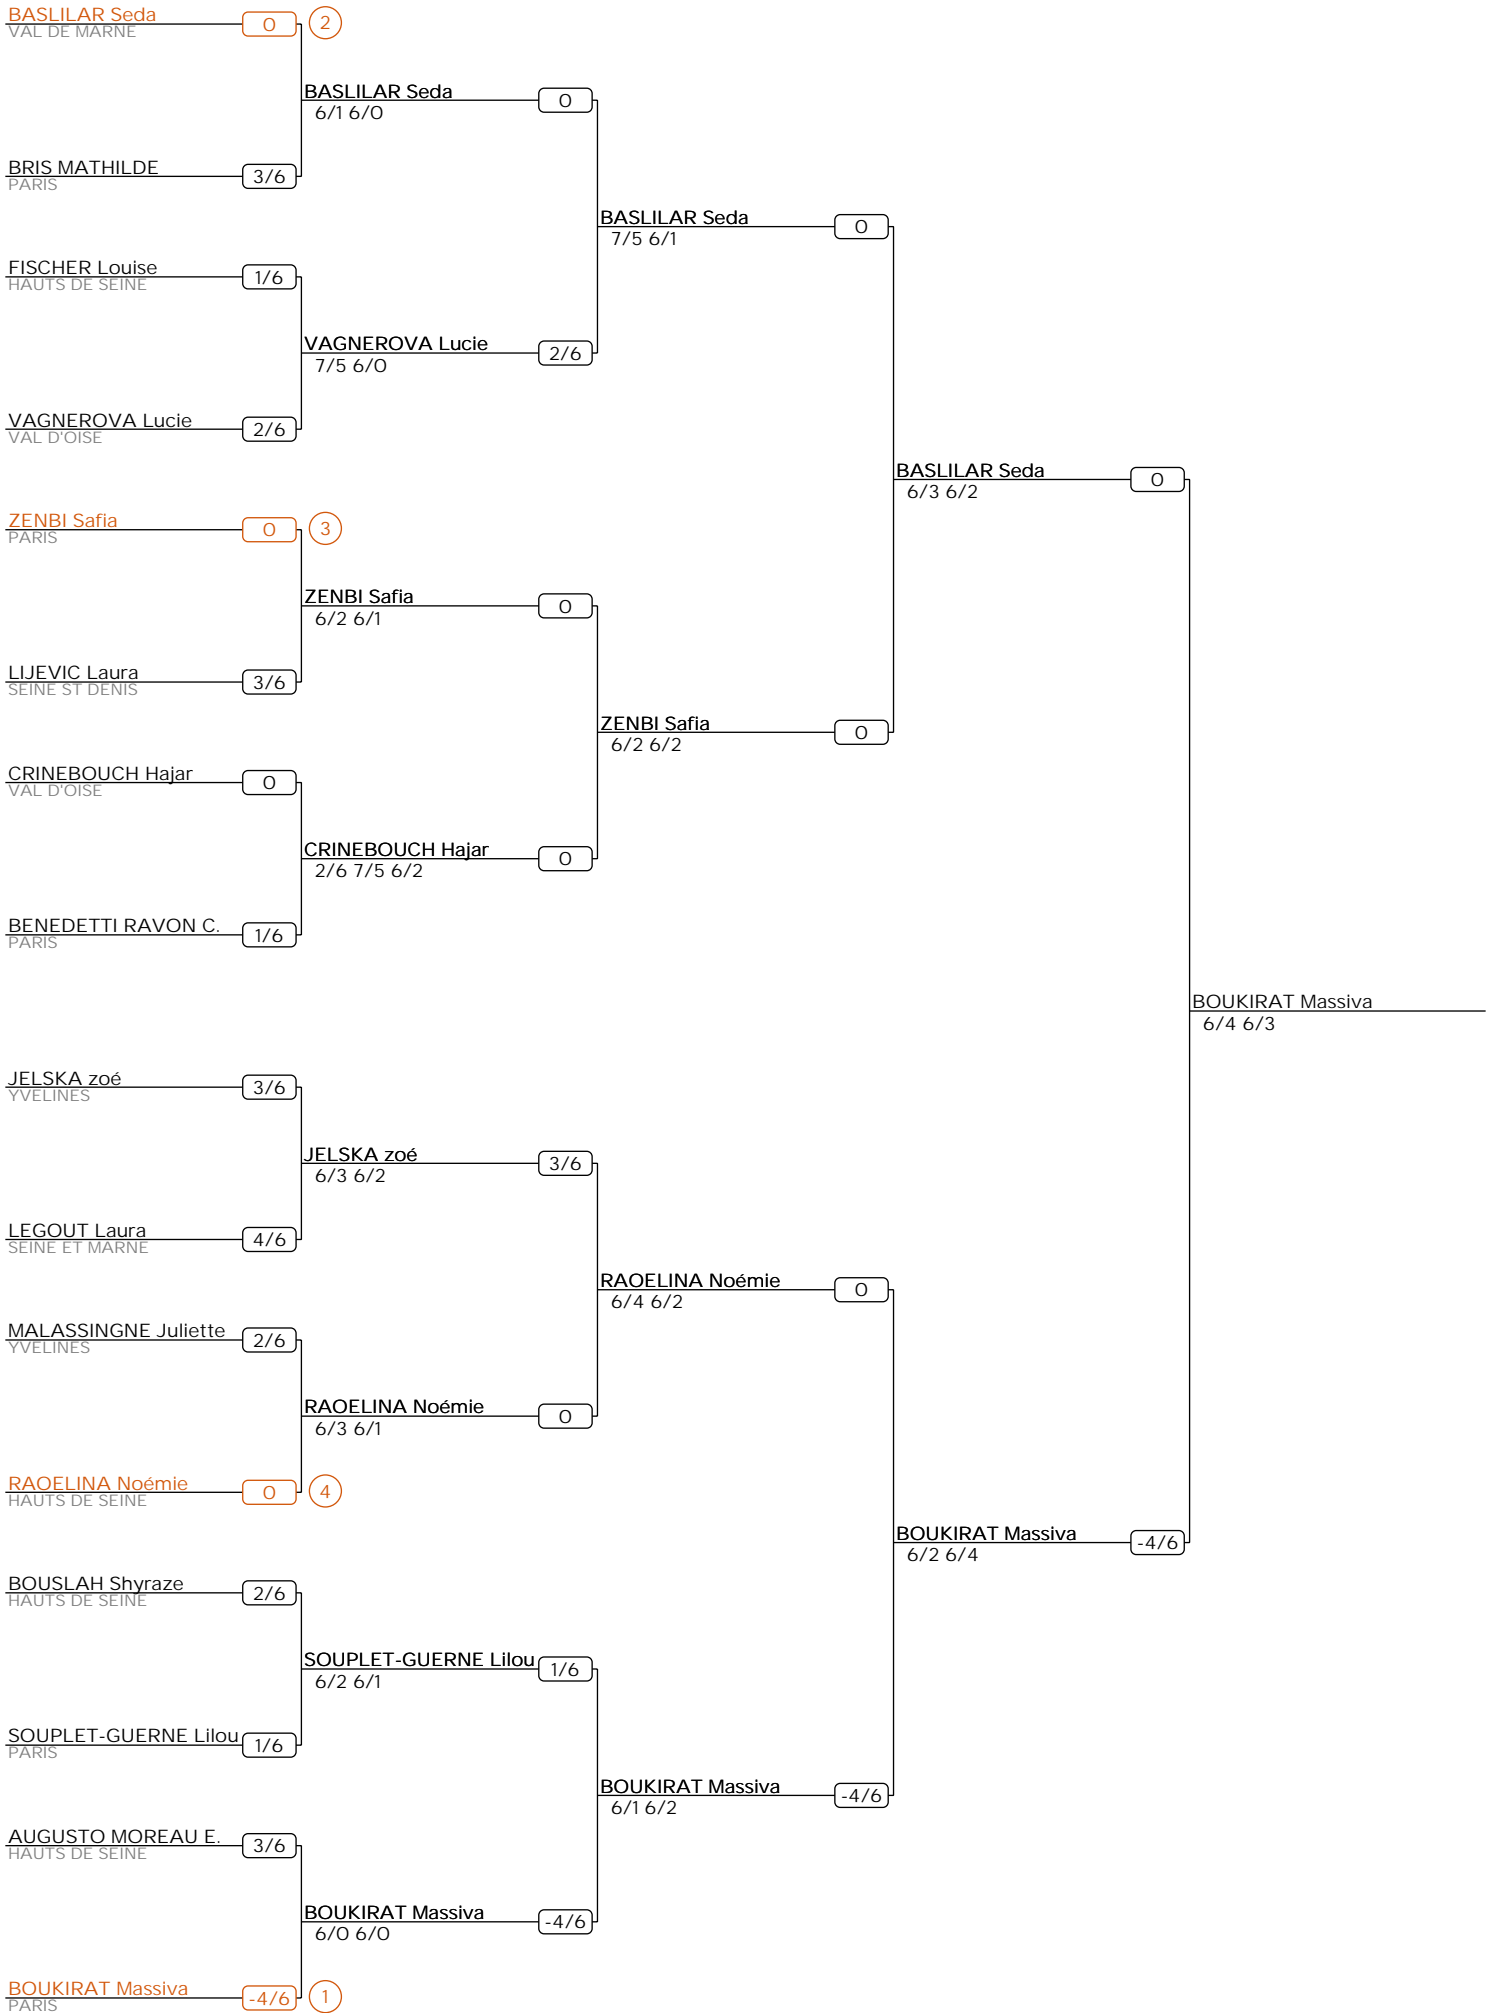 BASLILAR Seda 0 2
VAL DE MARNE
BASLILAR Seda 0
6/1 6/0
BRIS MATHILDE 3/6
PARIS
BASLILAR Seda 0
7/5 6/1
FISCHER Louise 1/6
HAUTS DE SEINE
VAGNEROVA Lucie 2/6
7/5 6/0
VAGNEROVA Lucie 2/6
VAL D'OISE
BASLILAR Seda 0
6/3 6/2
ZENBI Safia 0 3
PARIS
ZENBI Safia 0
6/2 6/1
LIJEVIC Laura 3/6
SEINE ST DENIS
ZENBI Safia 0
6/2 6/2
CRINEBOUCH Hajar 0
VAL D'OISE
CRINEBOUCH Hajar 0
2/6 7/5 6/2
BENEDETTI RAVON C. 1/6
PARIS
BOUKIRAT Massiva
6/4 6/3
JELSKA zoé 3/6
YVELINES
JELSKA zoé 3/6
6/3 6/2
LEGOUT Laura 4/6
SEINE ET MARNE
RAOELINA Noémie 0
6/4 6/2
MALASSINGNE Juliette 2/6
YVELINES
RAOELINA Noémie 0
6/3 6/1
RAOELINA Noémie 0 4
HAUTS DE SEINE
BOUKIRAT Massiva -4/6
6/2 6/4
BOUSLAH Shyraze 2/6
HAUTS DE SEINE
SOUPLET-GUERNE Lilou 1/6
6/2 6/1
SOUPLET-GUERNE Lilou 1/6
PARIS
BOUKIRAT Massiva -4/6
6/1 6/2
AUGUSTO MOREAU E. 3/6
HAUTS DE SEINE
BOUKIRAT Massiva -4/6
6/0 6/0
BOUKIRAT Massiva -4/6 1
PARIS